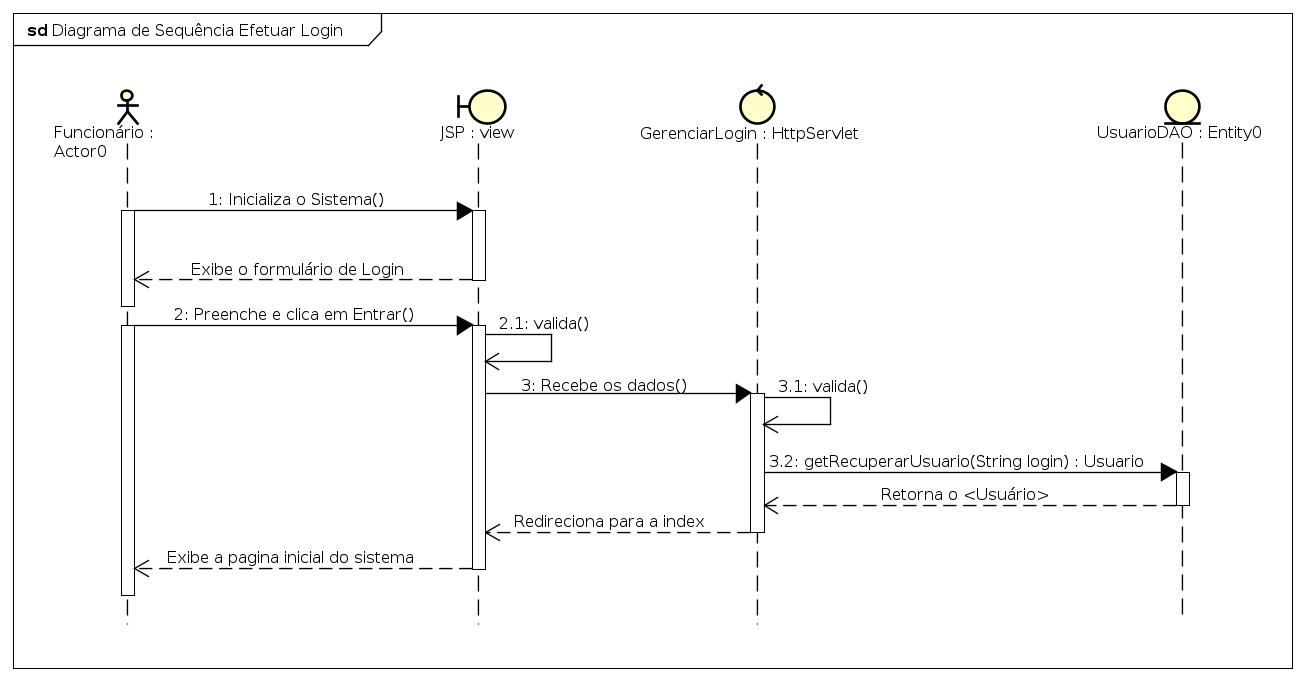 sd Diagrama de Sequência Efetuar Login
Funcionário :
Actor0
JSP : view
GerenciarLogin : HttpServlet
UsuarioDAO : Entity0
1: Inicializa o Sistema()
Exibe o formulário de Login
2: Preenche e clica em Entrar()
2.1: valida()
3: Recebe os dados()
3.1: valida()
3.2: getRecuperarUsuario(String login) : Usuario
Retorna o <Usuário>
Redireciona para a index
Exibe a pagina inicial do sistema